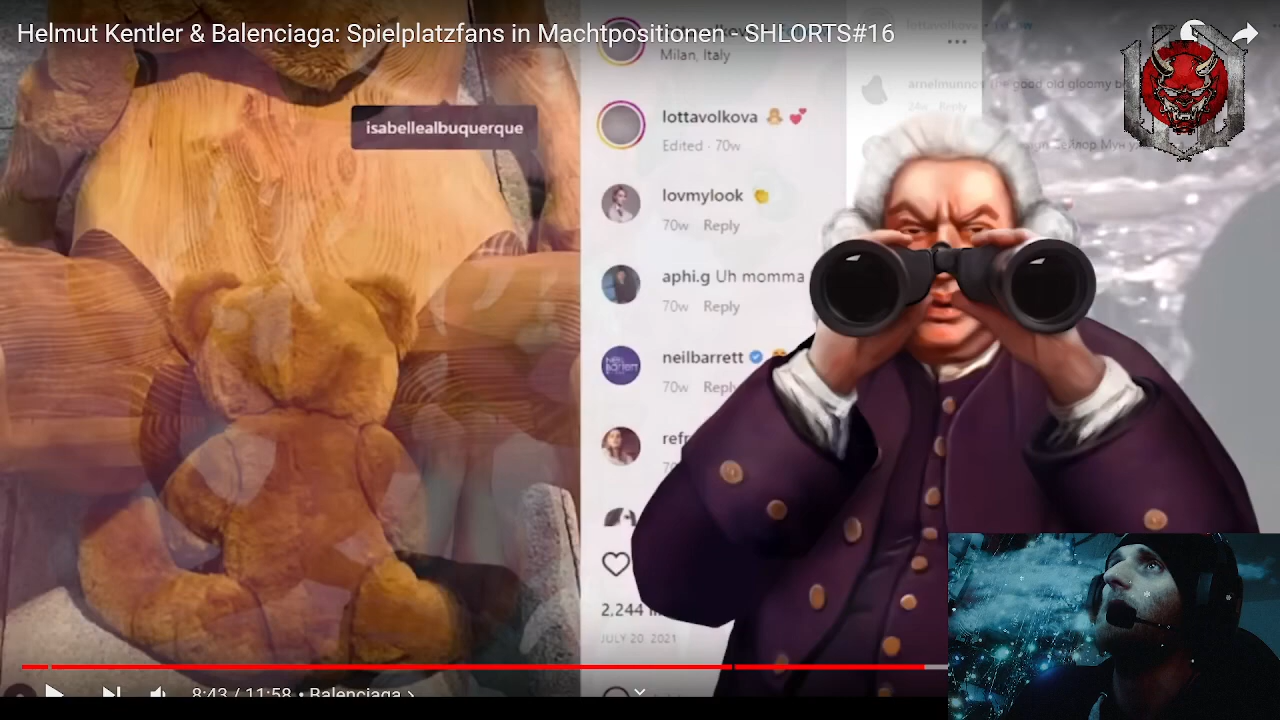 Helmut Kentler & Balenciaga: Spielplatzfans in Machtpositionen - SHLORTS#16
Milan, Italy
isabellealbuquerque
lottavolkova 💕
Edited · 70w
lovmylook 👏
70w Reply
aphi.g Uh momma
70w Reply
neilbarrett
70w Reply
2.244
JULY 20, 2021
lottavolkova
arnelmunnoz The good old gloomy
24w Reply
8:43 / 11:58 • Balenciaga ›